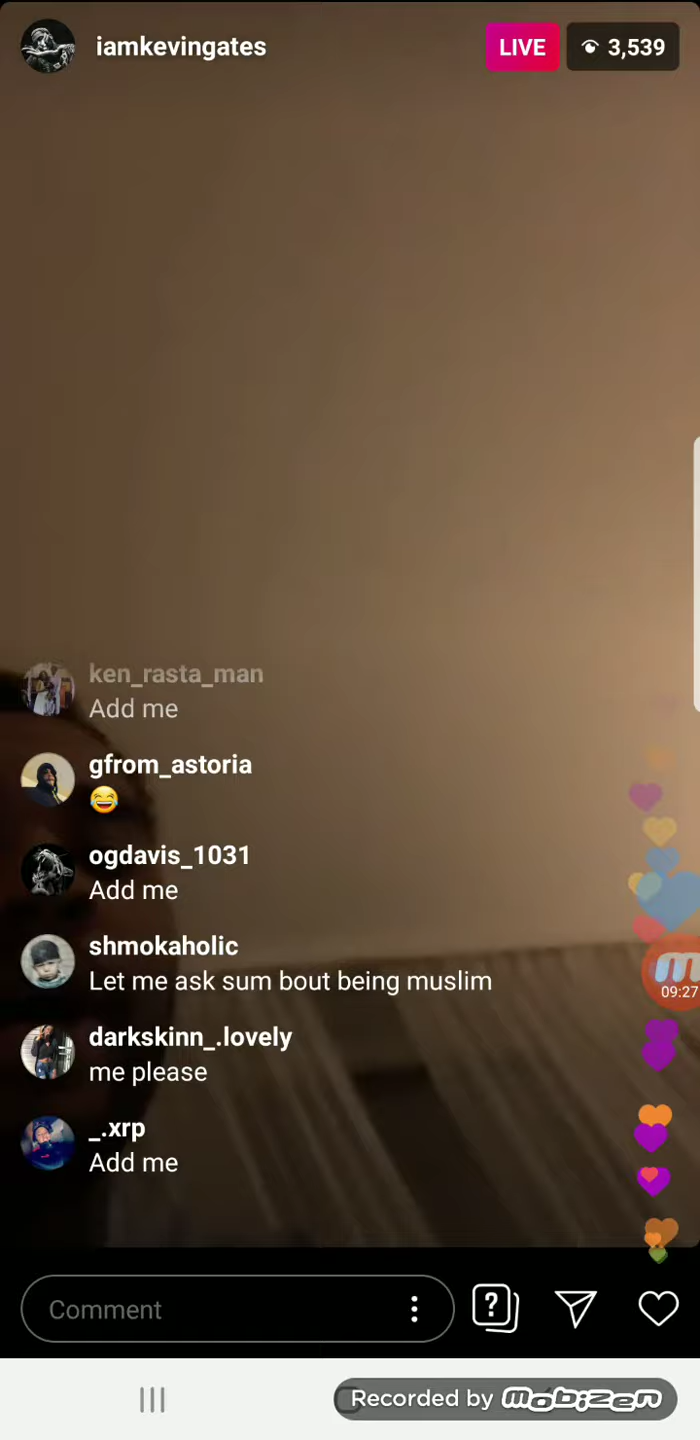 iamkevingates
LIVE
3,539
ken_rasta_man
Add me
gfrom_astoria
😂
ogdavis_1031
Add me
shmokaholic
Let me ask sum bout being muslim
09:27
darkskinn_.lovely
me please
_.xrp
Add me
Comment
Recorded by mobizen